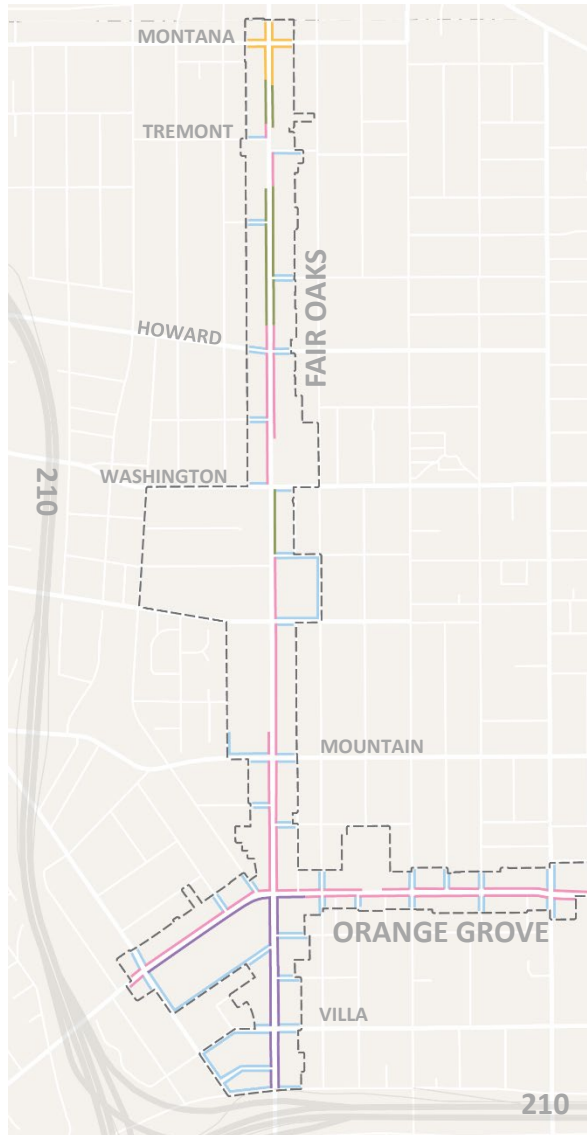 MONTANA
TREMONT
FAIR OAKS
HOWARD
WASHINGTON
210
MOUNTAIN
ORANGE GROVE
VILLA
210